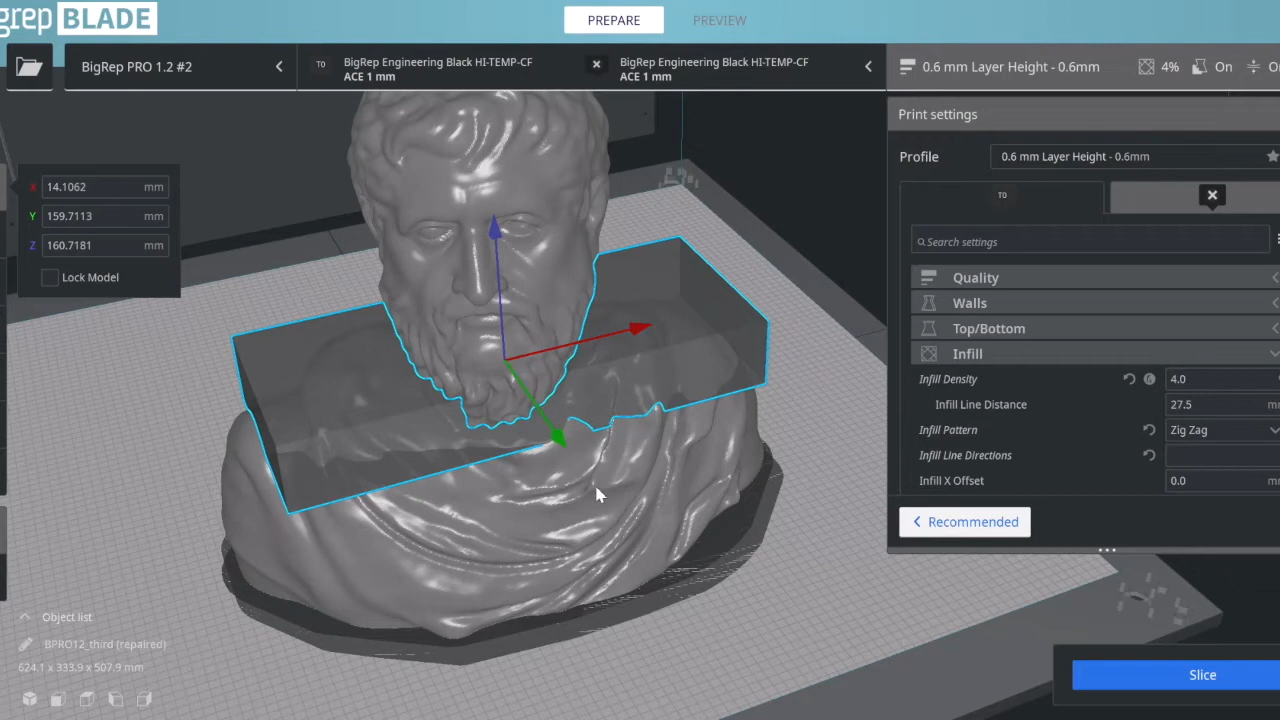 grep BLADE
PREPARE
PREVIEW
BigRep PRO 1.2 #2
T0
BigRep Engineering Black HI-TEMP-CF
ACE 1 mm
BigRep Engineering Black HI-TEMP-CF
ACE 1 mm
0.6 mm Layer Height - 0.6mm
4%
On
Print settings
Profile
0.6 mm Layer Height - 0.6mm
T0
Search settings
Quality
Walls
Top/Bottom
Infill
Infill Density
4.0
Infill Line Distance
27.5
Infill Pattern
Zig Zag
Infill Line Directions
Infill X Offset
0.0
Recommended
X 14.1062 mm
Y 159.7113 mm
Z 160.7181 mm
Lock Model
Object list
BPRO12_third (repaired)
624.1 x 333.9 x 507.9 mm
Slice